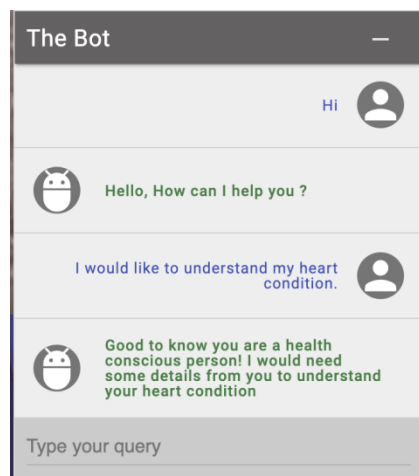 The Bot
Hi
Hello, How can I help you ?
I would like to understand my heart
condition.
Good to know you are a health
conscious person! I would need
some details from you to understand
your heart condition
Type your query